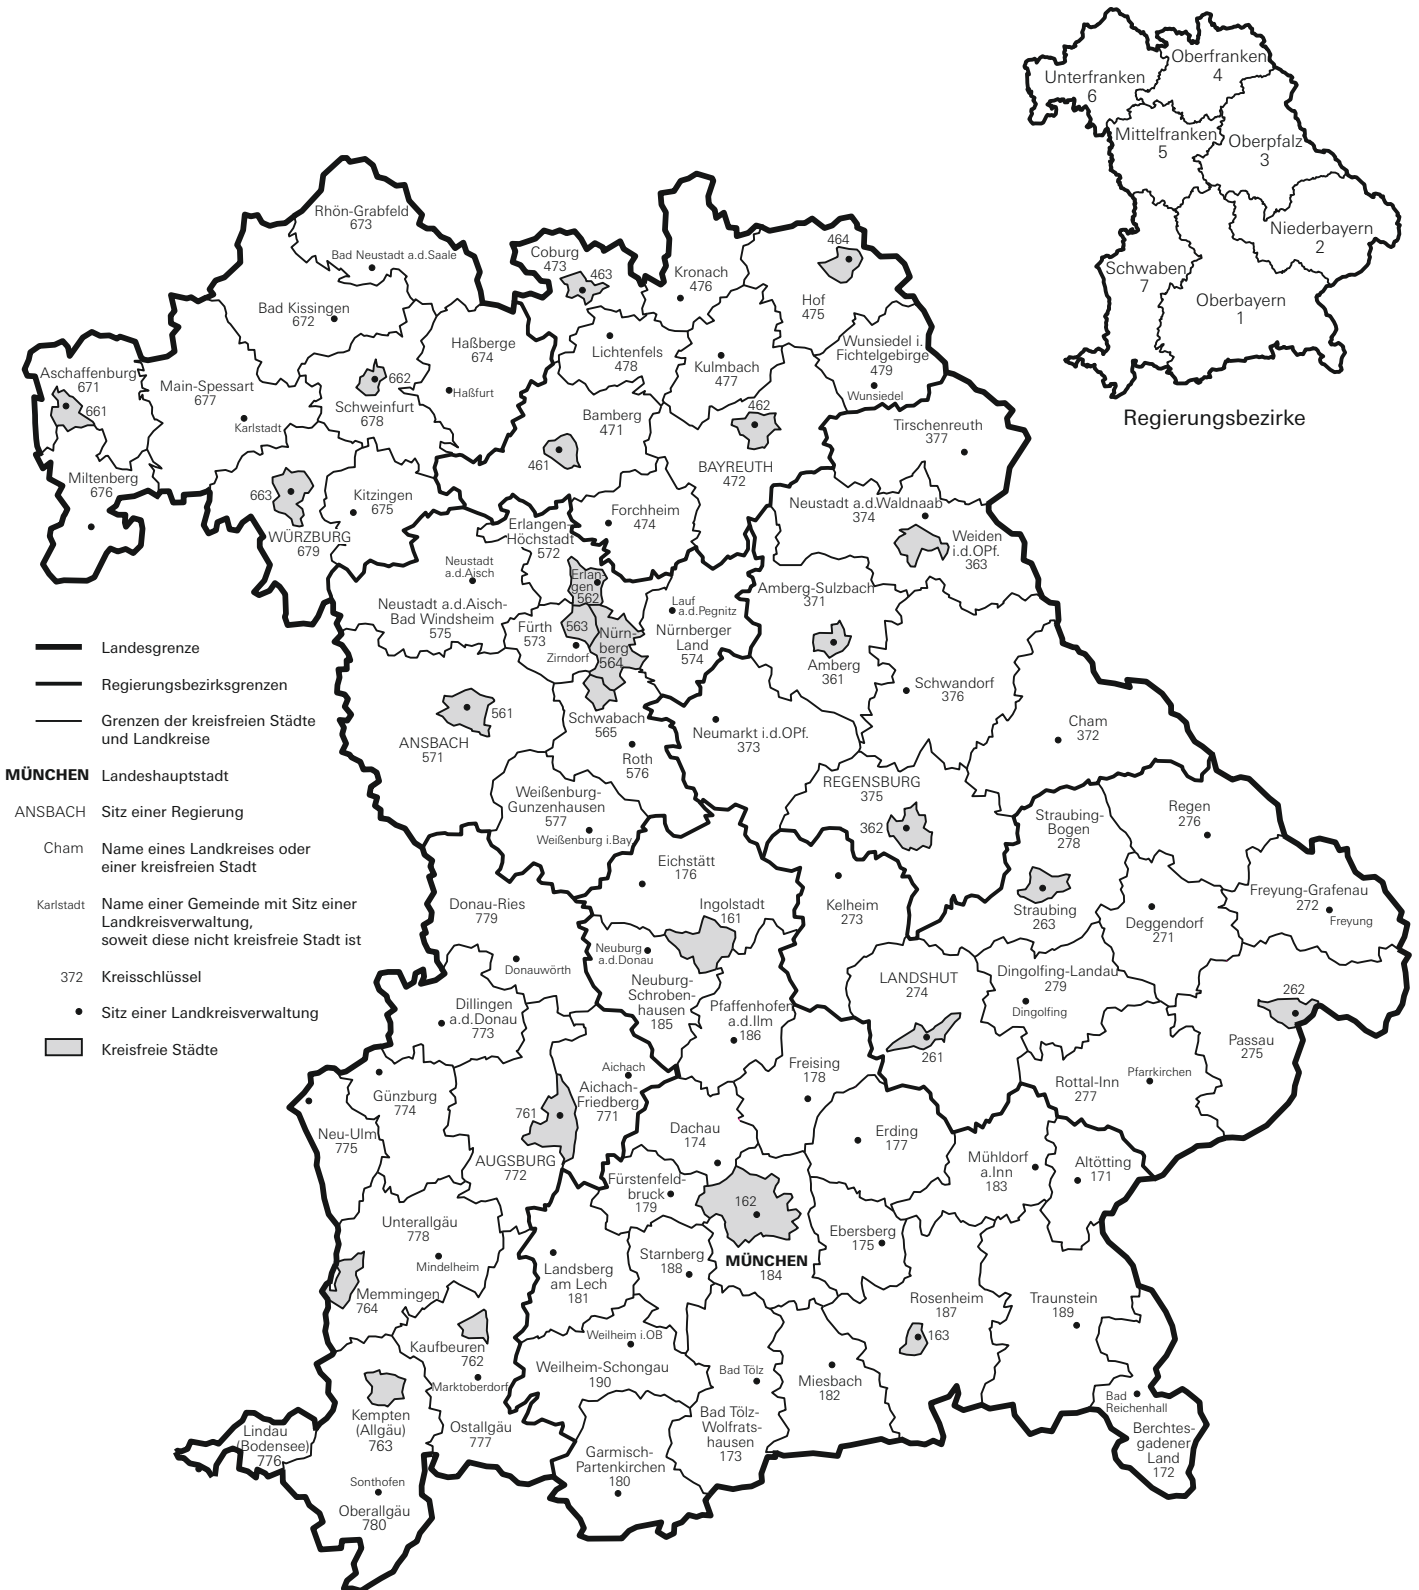 Unterfranken
6
Oberfranken
4
Mittelfranken
5
Oberpfalz
3
Niederbayern
2
Schwaben
7
Oberbayern
1
Regierungsbezirke
Rhön-Grabfeld
673
Bad Neustadt a.d.Saale
Bad Kissingen
672
Haßberge
674
Haßfurt
Aschaffenburg
671
661
Main-Spessart
677
Karlstadt
662
Schweinfurt
678
Miltenberg
676
663
WÜRZBURG
679
Kitzingen
675
Coburg
473
463
Kronach
476
464
Hof
475
Lichtenfels
478
Kulmbach
477
Wunsiedel i.
Fichtelgebirge
479
Wunsiedel
Bamberg
471
461
462
BAYREUTH
472
Forchheim
474
Tirschenreuth
377
Neustadt a.d.Waldnaab
374
Weiden
i.d.OPf.
363
Erlangen-
Höchstadt
572
Neustadt
a.d.Aisch
Neustadt a.d.Aisch-
Bad Windsheim
575
Erlan-
gen
562
Fürth
573
563
Zirndorf
Nürn-
berg
564
Lauf
a.d.Pegnitz
Nürnberger
Land
574
Amberg-Sulzbach
371
Amberg
361
Schwandorf
376
Cham
372
561
ANSBACH
571
Schwabach
565
Roth
576
Neumarkt i.d.OPf.
373
Weißenburg-
Gunzenhausen
577
Weißenburg i.Bay.
REGENSBURG
375
362
Landesgrenze
Regierungsbezirksgrenzen
Grenzen der kreisfreien Städte
und Landkreise
MÜNCHEN Landeshauptstadt
ANSBACH Sitz einer Regierung
Cham Name eines Landkreises oder
einer kreisfreien Stadt
Karlstadt Name einer Gemeinde mit Sitz einer
Landkreisverwaltung,
soweit diese nicht kreisfreie Stadt ist
372 Kreisschlüssel
Sitz einer Landkreisverwaltung
Kreisfreie Städte
Straubing-
Bogen
278
Regen
276
Straubing
263
Deggendorf
271
Freyung-Grafenau
272
Freyung
Eichstätt
176
Ingolstadt
161
Kelheim
273
Donau-Ries
779
Donauwörth
Neuburg
a.d.Donau
Neuburg-
Schroben-
hausen
185
Pfaffenhofen
a.d.Ilm
186
LANDSHUT
274
261
Dingolfing-Landau
279
Dingolfing
262
Passau
275
Rottal-Inn
277
Pfarrkirchen
Dillingen
a.d.Donau
773
Günzburg
774
Neu-Ulm
775
Aichach
Aichach-
Friedberg
771
761
AUGSBURG
772
Freising
178
Dachau
174
Erding
177
Mühldorf
a.Inn
183
Altötting
171
Fürstenfeld-
bruck
179
162
MÜNCHEN
184
Ebersberg
175
Unterallgäu
778
Mindelheim
Memmingen
764
Landsberg
am Lech
181
Starnberg
188
Rosenheim
187
163
Traunstein
189
Kaufbeuren
762
Marktoberdorf
Weilheim i.OB
Weilheim-Schongau
190
Bad Tölz
Bad Tölz-
Wolfrats-
hausen
173
Miesbach
182
Bad
Reichenhall
Berchtes-
gadener
Land
172
Kempten
(Allgäu)
763
Ostallgäu
777
Lindau
(Bodensee)
776
Sonthofen
Oberallgäu
780
Garmisch-
Partenkirchen
180